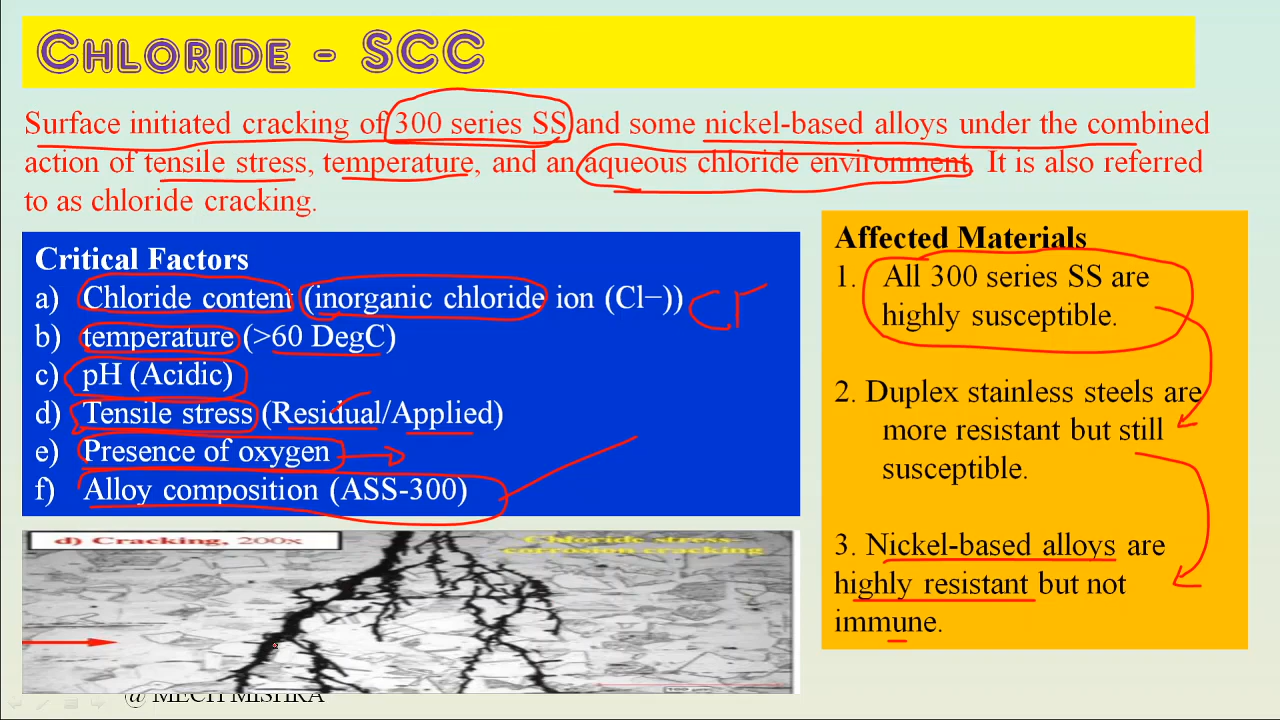 CHLORIDE - SCC
Surface initiated cracking of 300 series SS and some nickel-based alloys under the combined
action of tensile stress, temperature, and an aqueous chloride environment. It is also referred
to as chloride cracking.
Critical Factors
a) Chloride content (inorganic chloride ion (Cl−))
Cl-
b) temperature (>60 DegC)
c) pH (Acidic)
d) Tensile stress (Residual/Applied)
e) Presence of oxygen
f) Alloy composition (ASS-300)
d) Cracking, 200x
Chloride stress-
corrosion cracking
@ MECH MISHRA
Affected Materials
1. All 300 series SS are
highly susceptible.
2. Duplex stainless steels are
more resistant but still
susceptible.
3. Nickel-based alloys are
highly resistant but not
immune.